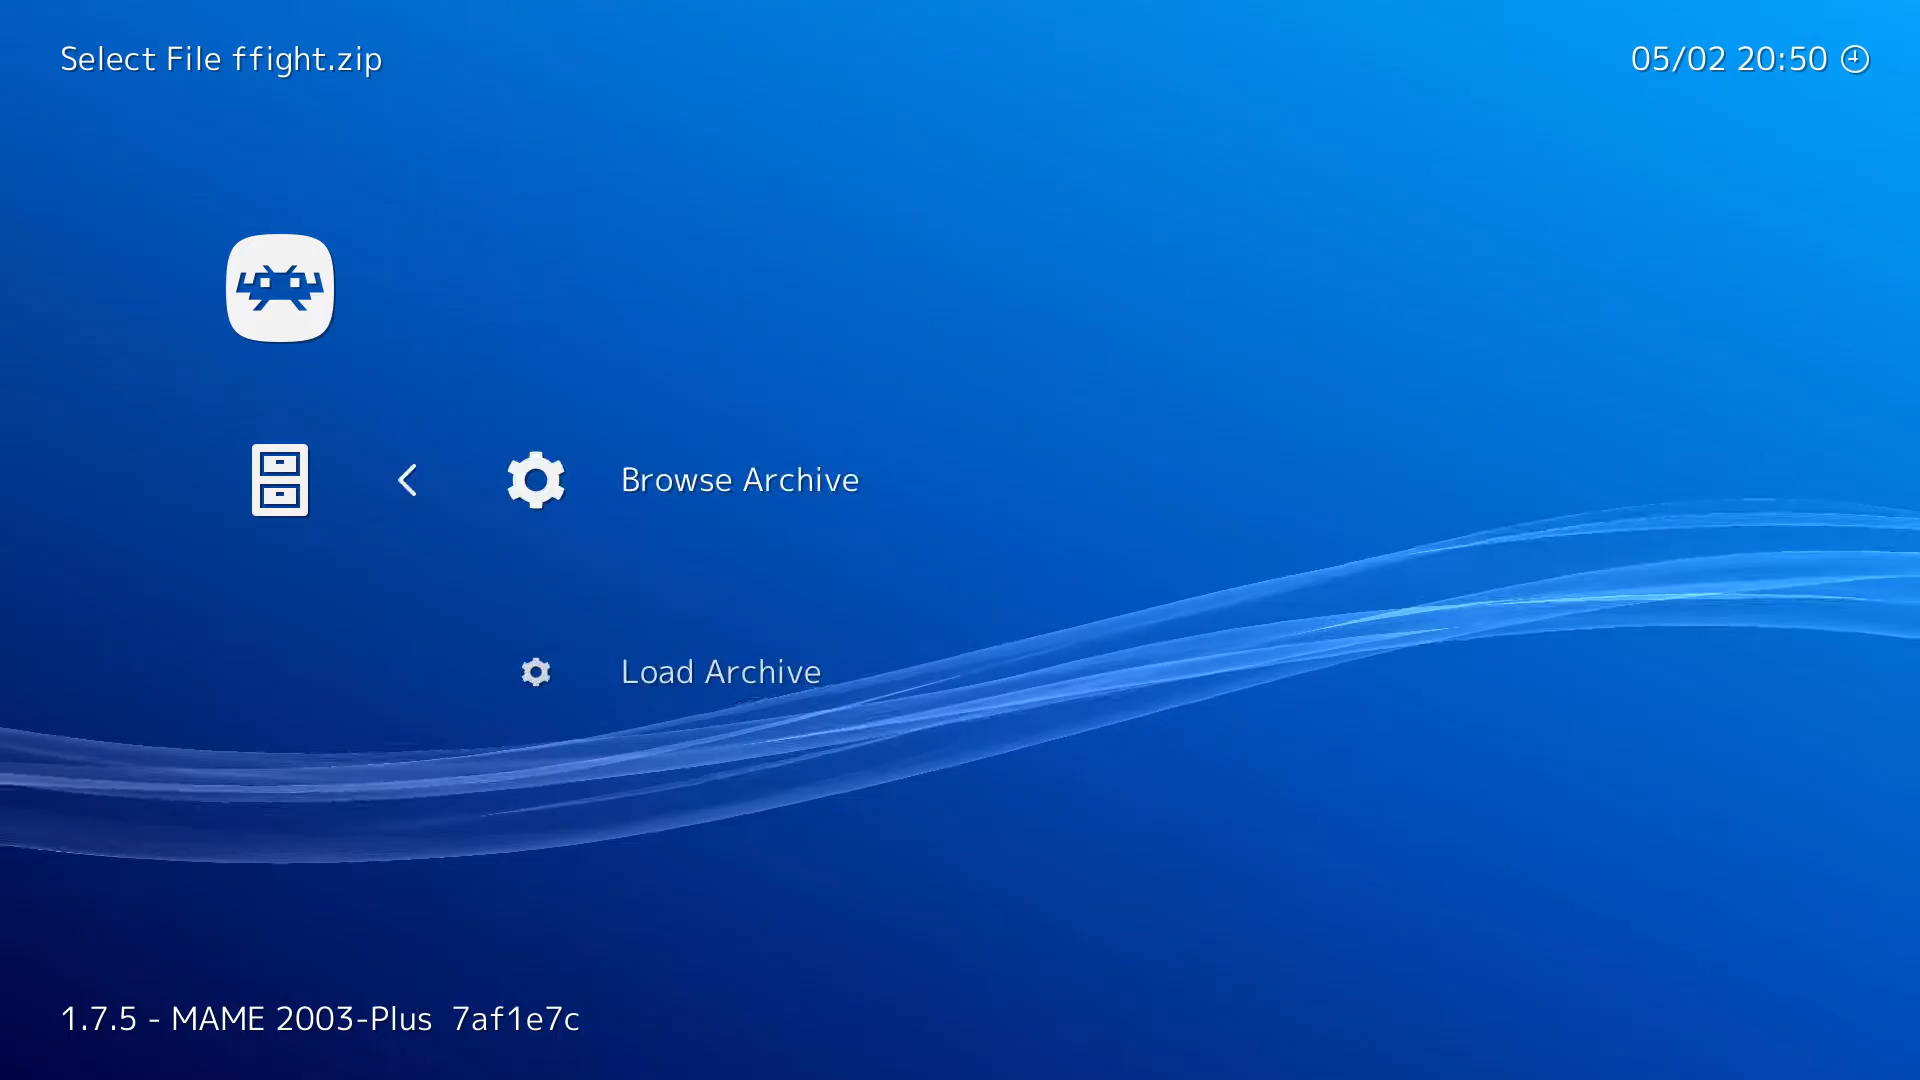 Select File ffight.zip
05/02 20:50
Browse Archive
Load Archive
1.7.5 - MAME 2003-Plus 7af1e7c